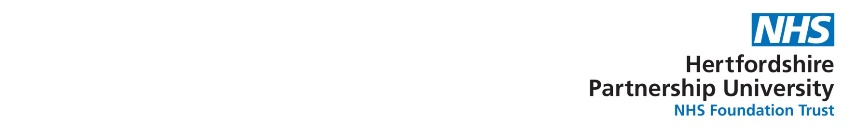 NHS
Hertfordshire
Partnership University
NHS Foundation Trust